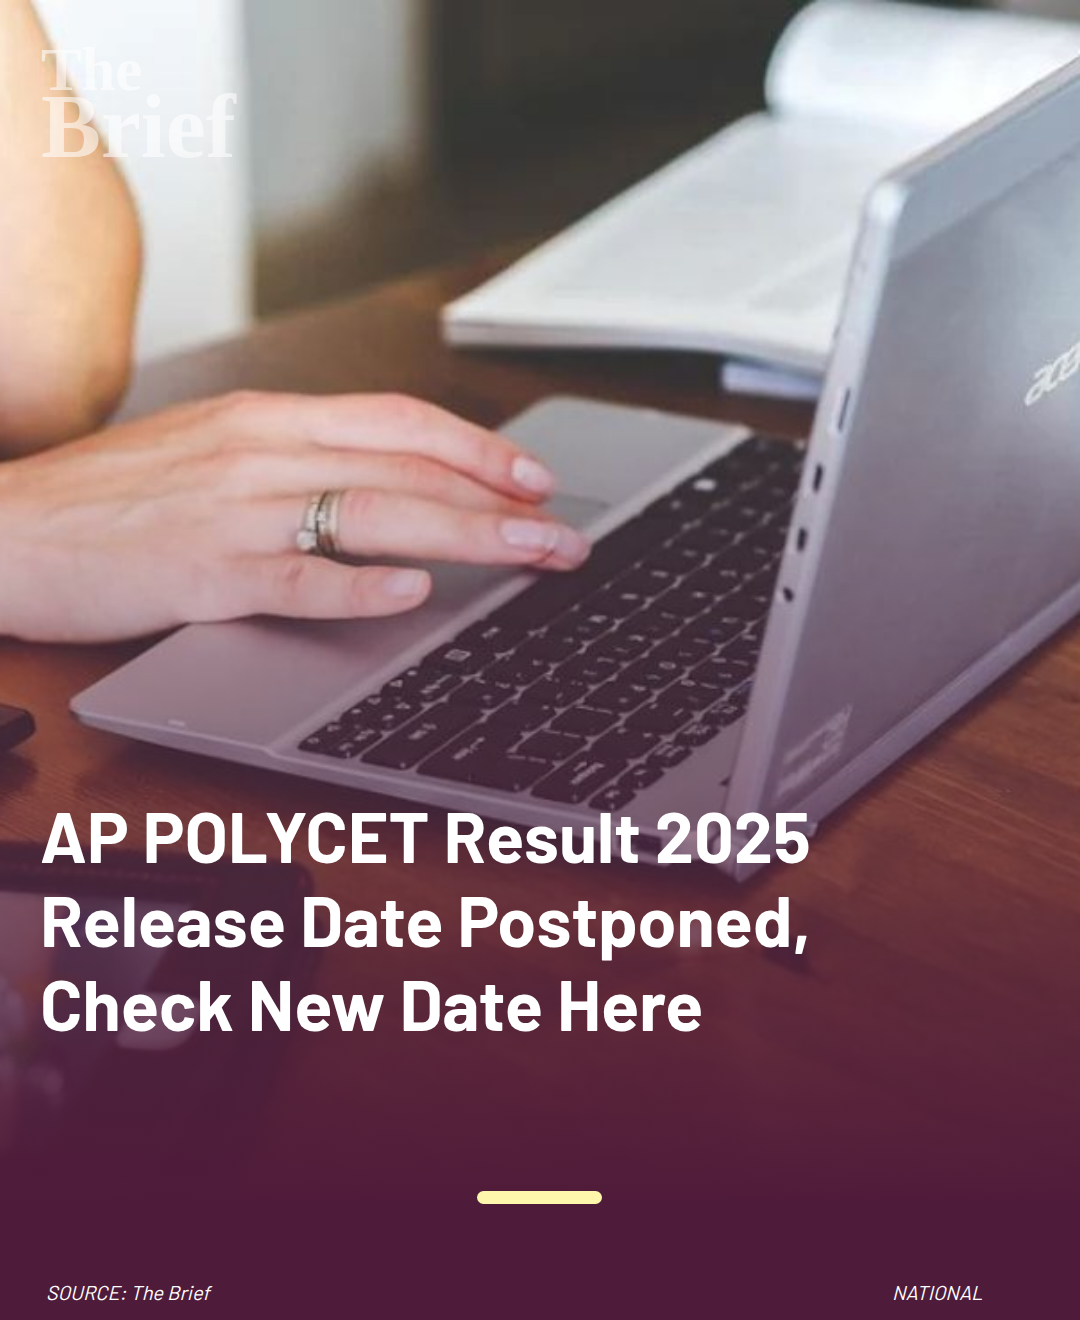 The
Brief
acer
AP POLYCET Result 2025
Release Date Postponed,
Check New Date Here
SOURCE: The Brief
NATIONAL